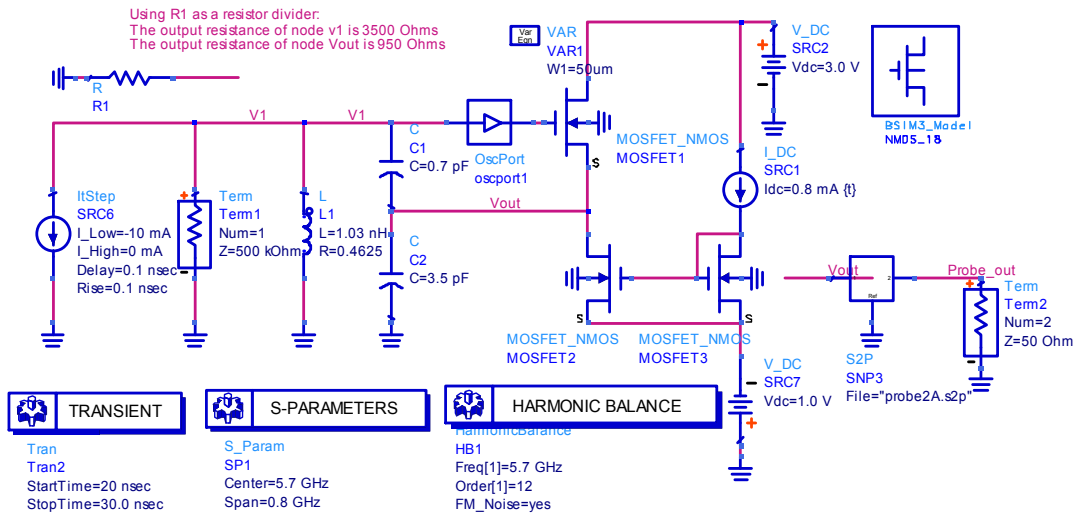 Using R1 as a resistor divider:
The output resistance of node v1 is 3500 Ohms
The output resistance of node Vout is 950 Ohms
R
R1
Var
Eqn
VAR
VAR1
W1=50um
V_DC
SRC2
Vdc=3.0 V
BSIM3_Model
NMOS_18
V1
V1
OscPort
oscport1
MOSFET_NMOS
MOSFET1
S
C
C1
C=0.7 pF
I_DC
SRC1
Idc=0.8 mA {t}
Vout
ItStep
SRC6
I_Low=-10 mA
I_High=0 mA
Delay=0.1 nsec
Rise=0.1 nsec
Term
Term1
Num=1
Z=500 kOhm
L
L1
L=1.03 nH
R=0.4625
C
C2
C=3.5 pF
S
S
MOSFET_NMOS
MOSFET2
MOSFET_NMOS
MOSFET3
Vout
1
2
Ref
Probe_out
Term
Term2
Num=2
Z=50 Ohm
S2P
SNP3
File="probe2A.s2p"
V_DC
SRC7
Vdc=1.0 V
TRANSIENT
Tran
Tran2
StartTime=20 nsec
StopTime=30.0 nsec
S-PARAMETERS
S_Param
SP1
Center=5.7 GHz
Span=0.8 GHz
HARMONIC BALANCE
HarmonicBalance
HB1
Freq[1]=5.7 GHz
Order[1]=12
FM_Noise=yes